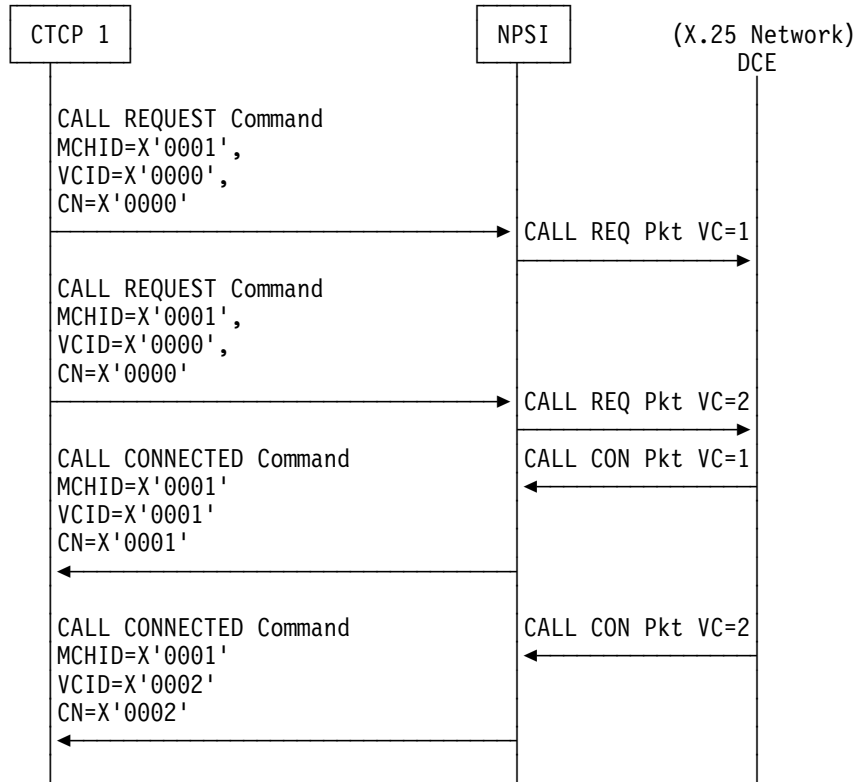 CTCP 1
NPSI
(X.25 Network)
DCE
CALL REQUEST Command
MCHID=X'0001',
VCID=X'0000',
CN=X'0000'
CALL REQ Pkt VC=1
CALL REQUEST Command
MCHID=X'0001',
VCID=X'0000',
CN=X'0000'
CALL REQ Pkt VC=2
CALL CONNECTED Command
CALL CON Pkt VC=1
MCHID=X'0001'
VCID=X'0001'
CN=X'0001'
CALL CONNECTED Command
CALL CON Pkt VC=2
MCHID=X'0001'
VCID=X'0002'
CN=X'0002'